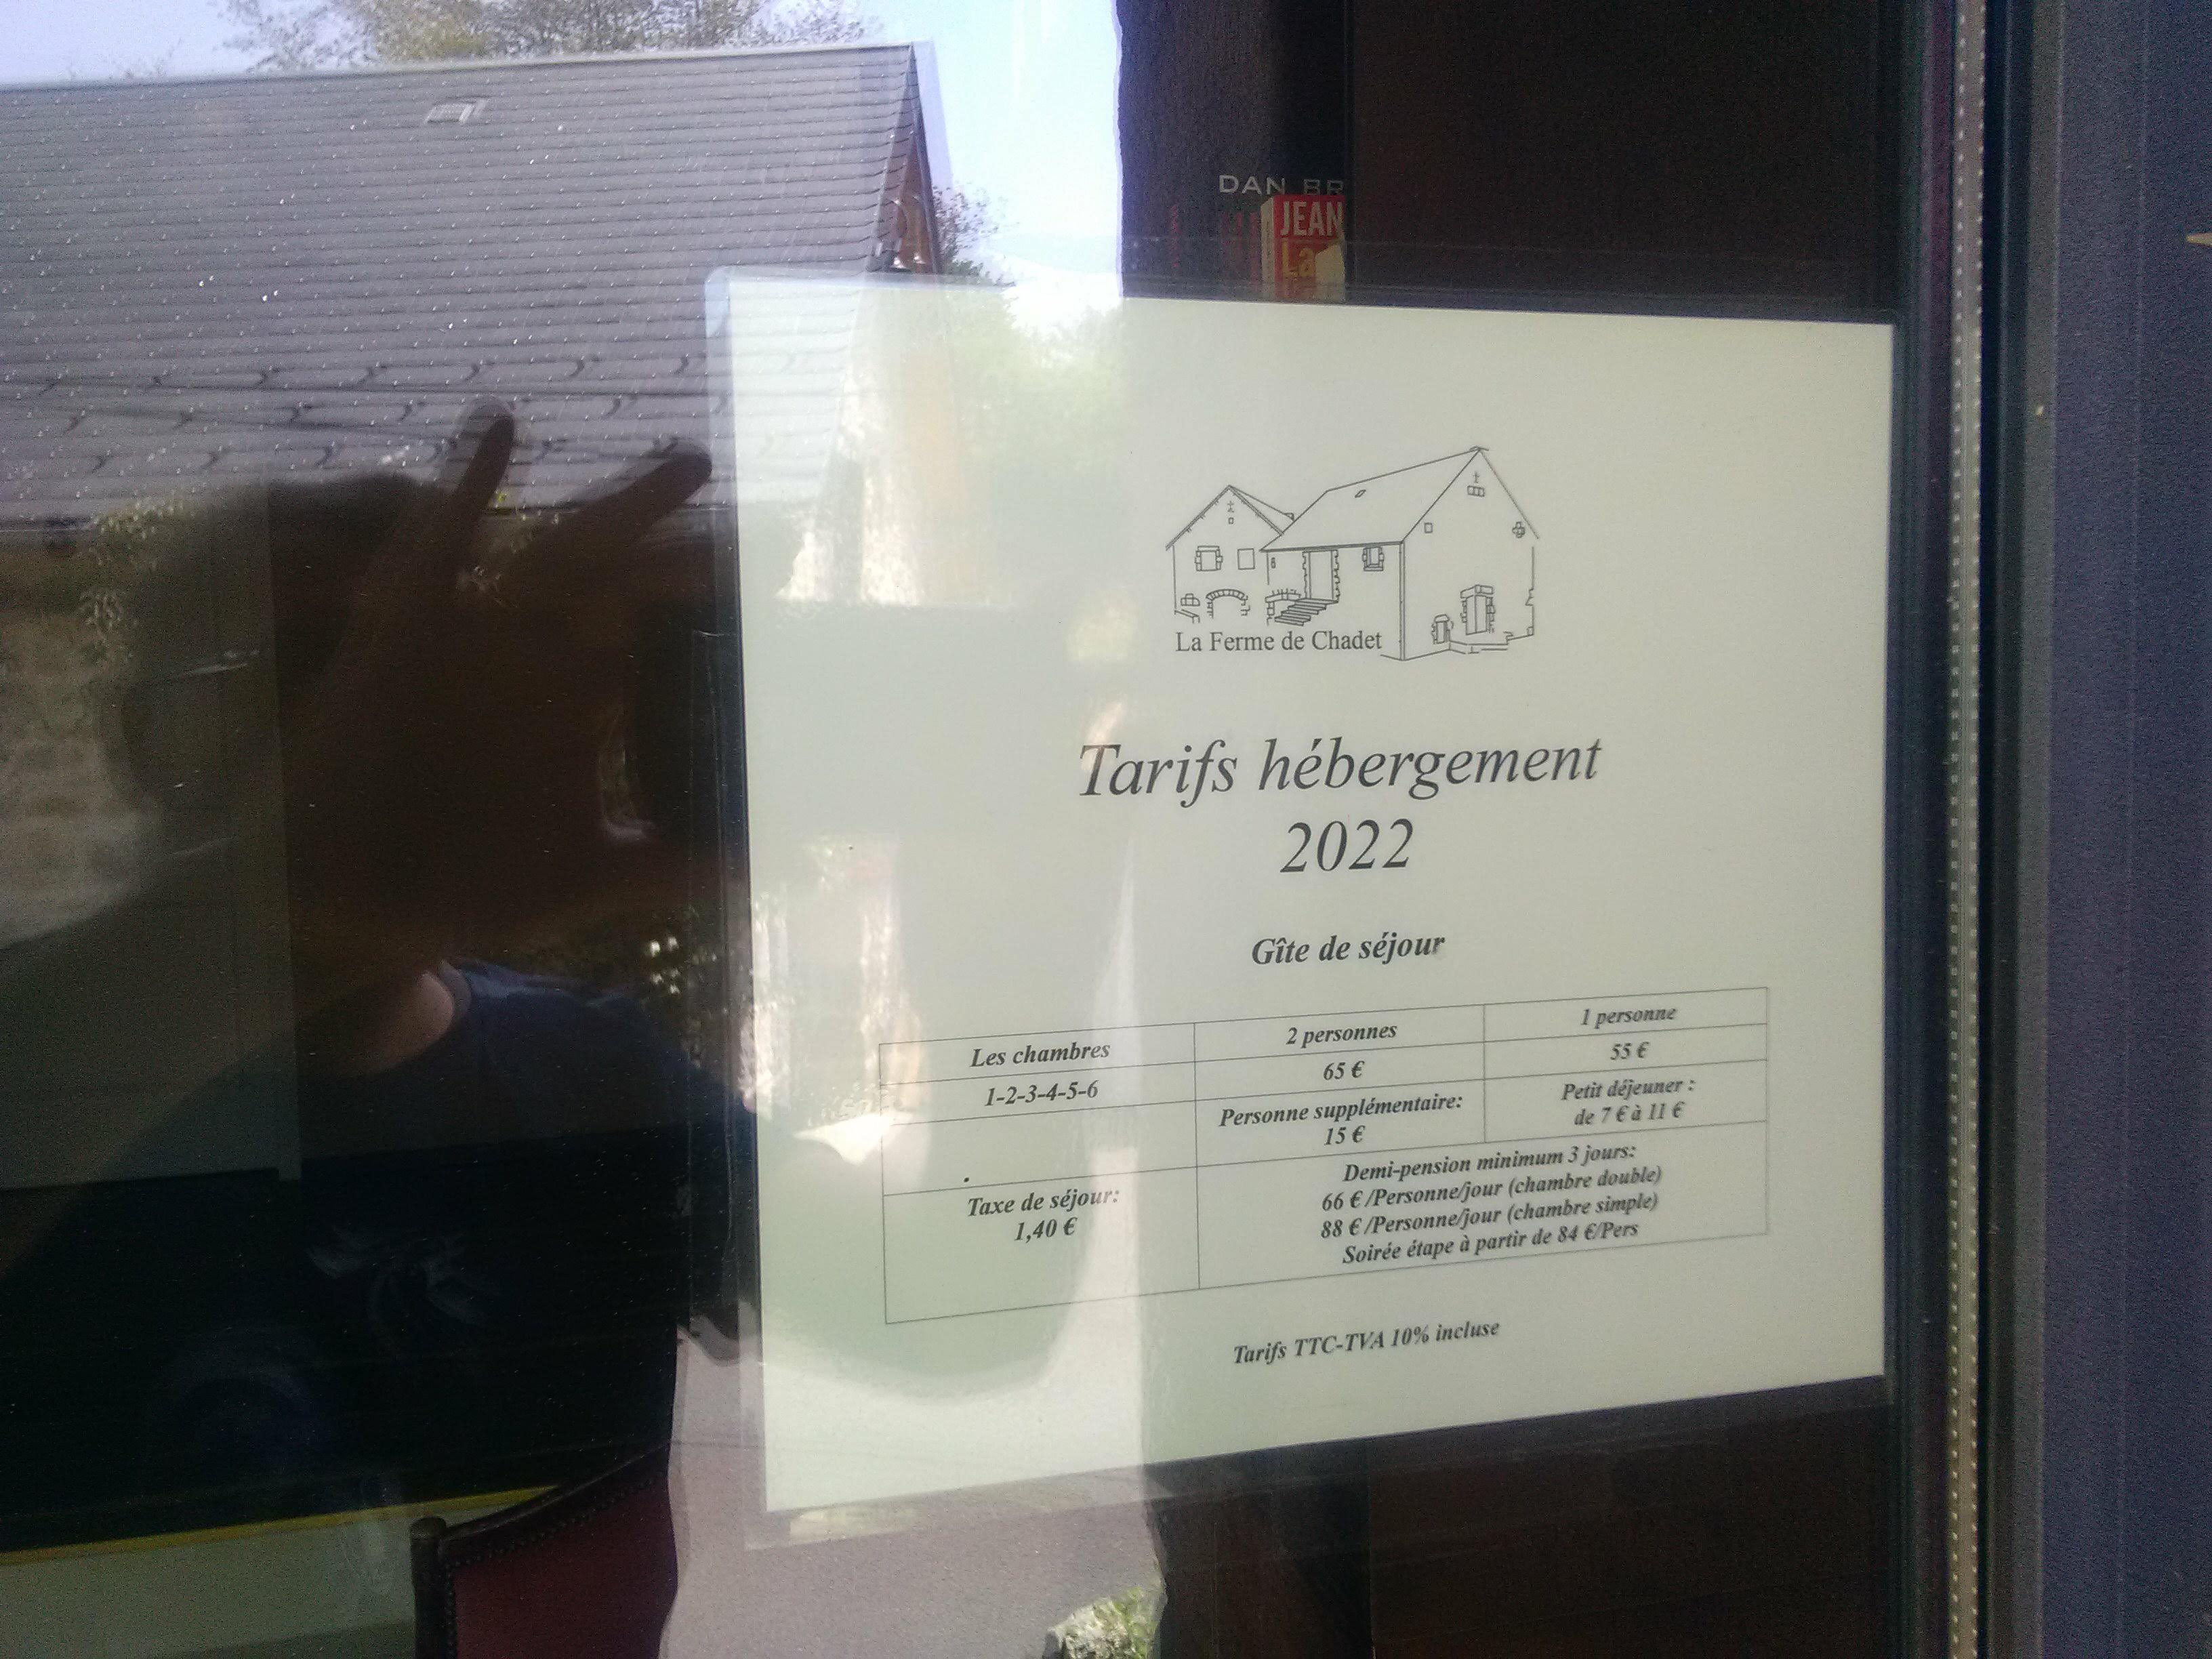 DAN BR
JEAN
La
La Ferme de Chadet
Tarifs hébergement
2022
Gîte de séjour
Les chambres
2 personnes
1 personne
1-2-3-4-5-6
65 €
55 €
Personne supplémentaire:
15 €
Petit déjeuner :
de 7 € à 11 €
Taxe de séjour:
1,40 €
Demi-pension minimum 3 jours:
66 €/Personne/jour (chambre double)
88 €/Personne/jour (chambre simple)
Soirée étape à partir de 84 €/Pers
Tarifs TTC-TVA 10% incluse